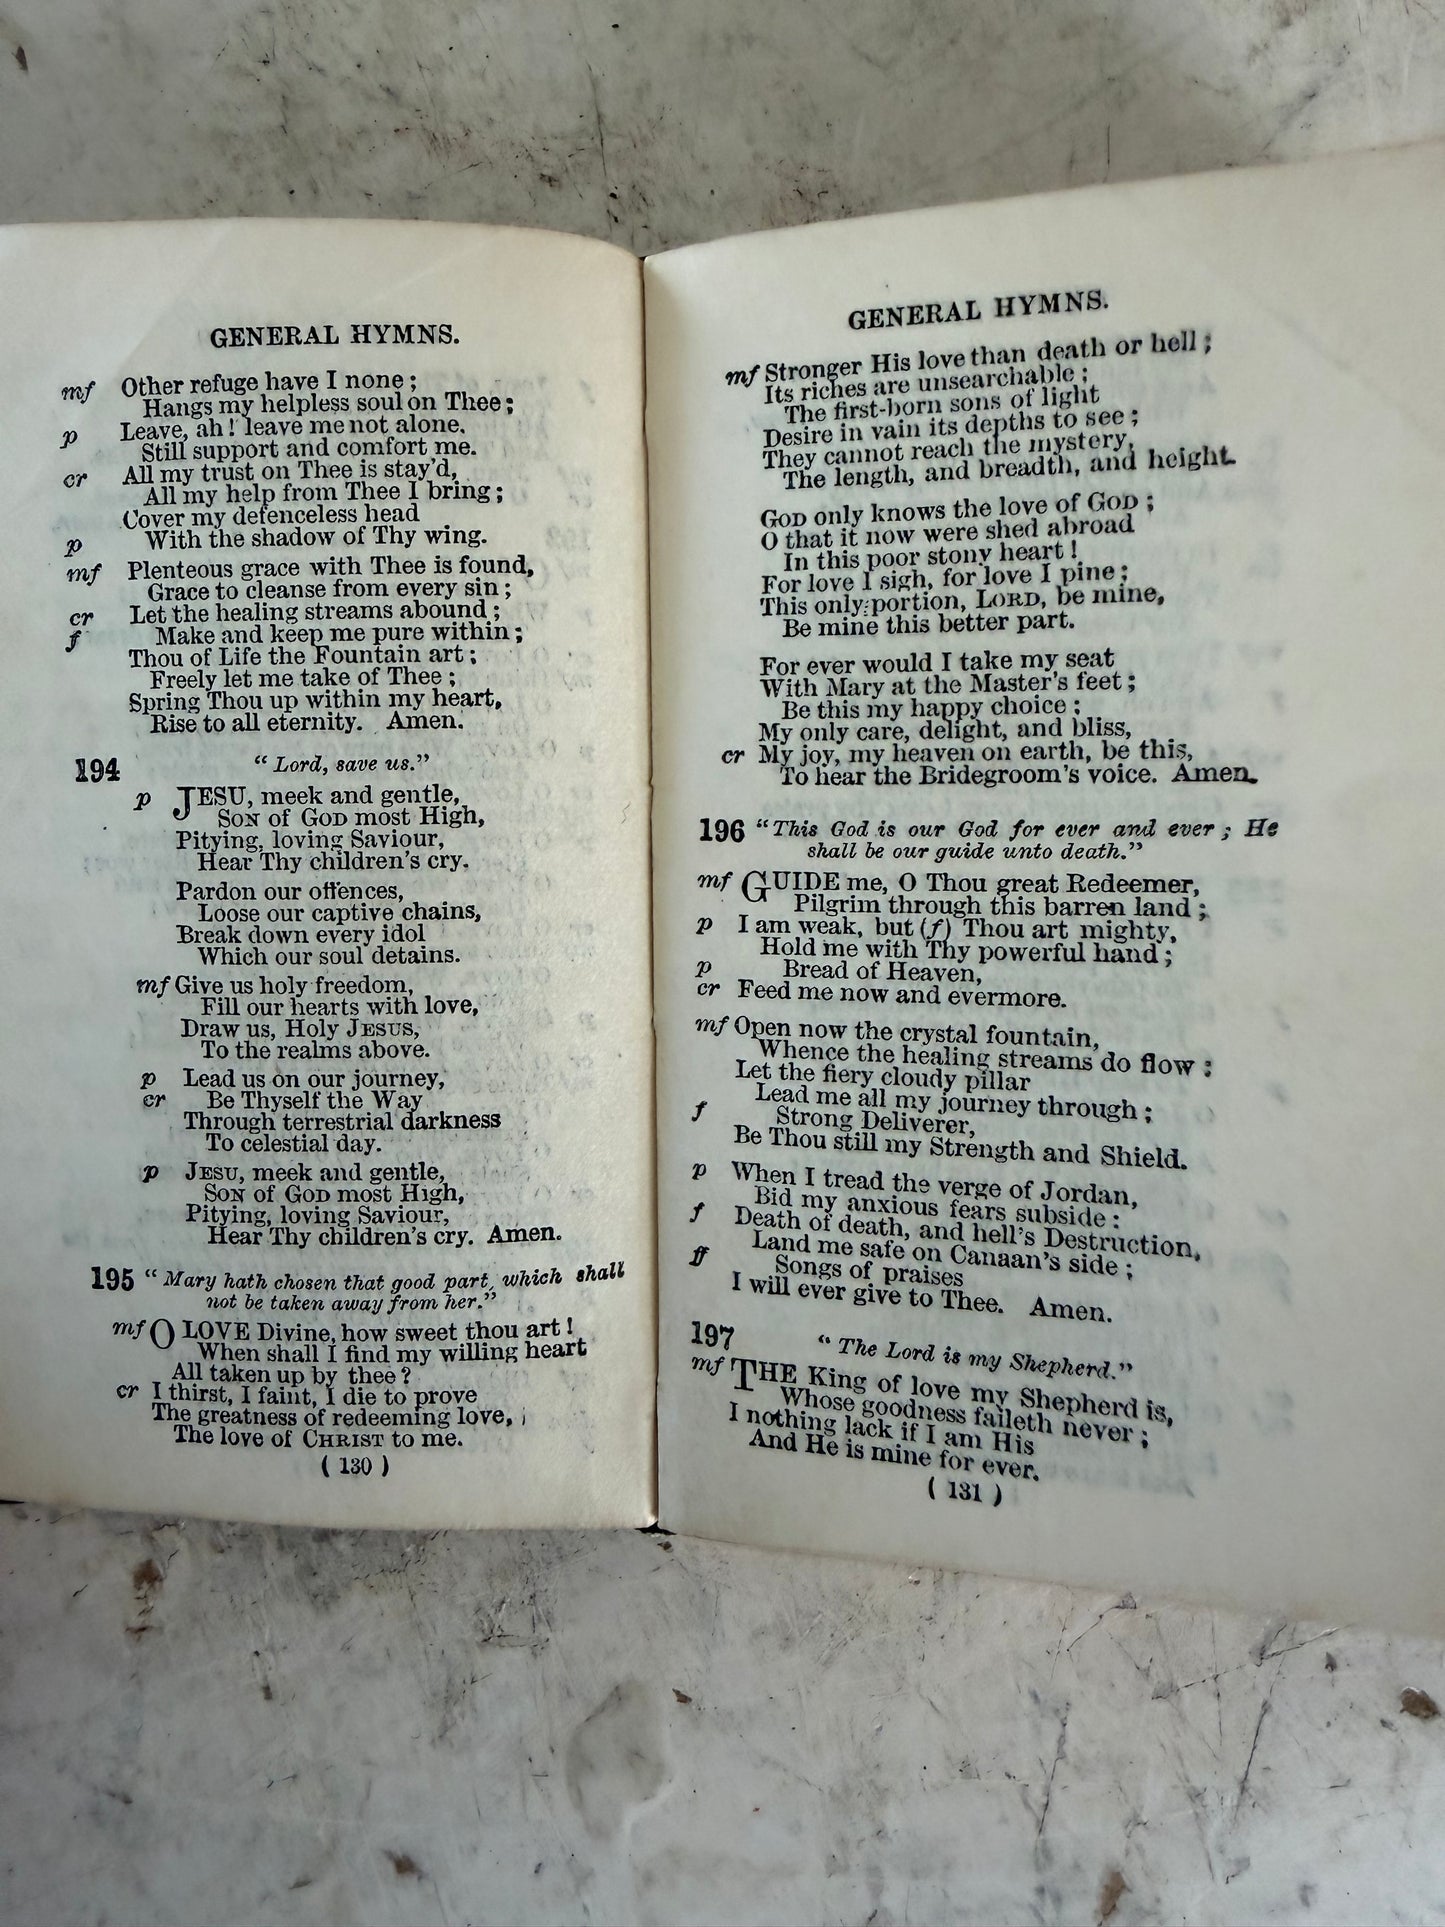 GENERAL HYMNS.
mf Other refuge have I none ;
Hangs my helpless soul on Thee ;
p Leave, ah ! leave me not alone.
Still support and comfort me.
cr All my trust on Thee is stay'd,
All my help from Thee I bring ;
Cover my defenceless head
p With the shadow of Thy wing.
mf Plenteous grace with Thee is found,
Grace to cleanse from every sin ;
cr Let the healing streams abound ;
f Make and keep me pure within ;
Thou of Life the Fountain art ;
Freely let me take of Thee ;
Spring Thou up within my heart,
Rise to all eternity. Amen.
194 “ Lord, save us.”
p JESU, meek and gentle,
SON of GOD most High,
Pitying, loving Saviour,
Hear Thy children's cry.
Pardon our offences,
Loose our captive chains,
Break down every idol
Which our soul detains.
mf Give us holy freedom,
Fill our hearts with love,
Draw us, Holy JESUS,
To the realms above.
p Lead us on our journey,
cr Be Thyself the Way
Through terrestrial darkness
To celestial day.
p JESU, meek and gentle,
SON of GOD most High,
Pitying, loving Saviour,
Hear Thy children's cry. Amen.
195 “ Mary hath chosen that good part, which shall
not be taken away from her.”
mf O LOVE Divine, how sweet thou art !
When shall I find my willing heart
All taken up by thee ?
cr I thirst, I faint, I die to prove
The greatness of redeeming love,
The love of CHRIST to me.
( 130 )
GENERAL HYMNS.
mf Stronger His love than death or hell ;
Its riches are unsearchable ;
The first-born sons of light
Desire in vain its depths to see ;
They cannot reach the mystery,
The length, and breadth, and height.
GOD only knows the love of GOD ;
O that it now were shed abroad
In this poor stony heart !
For love I sigh, for love I pine ;
This only portion, LORD, be mine,
Be mine this better part.
For ever would I take my seat
With Mary at the Master's feet ;
Be this my happy choice ;
My only care, delight, and bliss,
cr My joy, my heaven on earth, be this,
To hear the Bridegroom's voice. Amen.
196 “This God is our God for ever and ever ; He
shall be our guide unto death.”
mf GUIDE me, O Thou great Redeemer,
Pilgrim through this barren land ;
p I am weak, but (f) Thou art mighty,
Hold me with Thy powerful hand ;
p Bread of Heaven,
cr Feed me now and evermore.
mf Open now the crystal fountain,
Whence the healing streams do flow ;
Let the fiery cloudy pillar
Lead me all my journey through ;
f Strong Deliverer,
Be Thou still my Strength and Shield.
p When I tread the verge of Jordan,
Bid my anxious fears subside :
f Death of death, and hell's Destruction,
Land me safe on Canaan's side ;
ff Songs of praises
I will ever give to Thee. Amen.
197 “ The Lord is my Shepherd.”
mf THE King of love my Shepherd is,
Whose goodness faileth never ;
I nothing lack if I am His
And He is mine for ever.
( 131 )